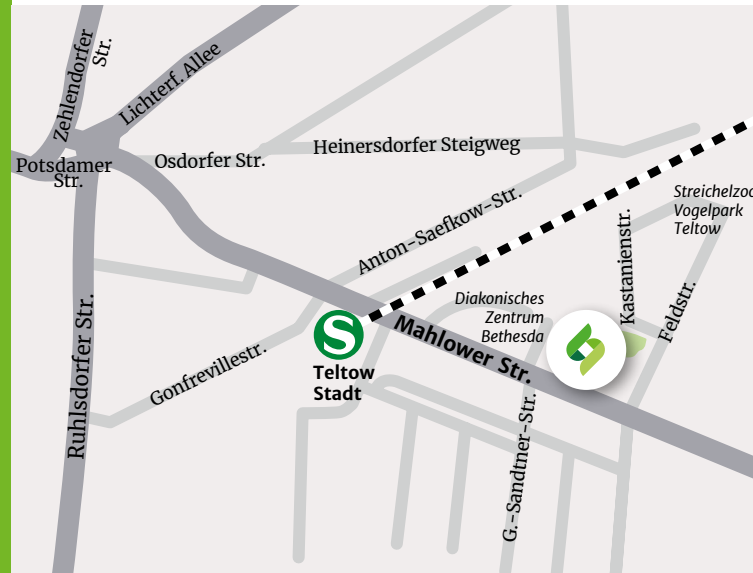 Zehlendorfer
Str.
Lichterf. Allee
Potsdamer
Str.
Osdorfer Str.
Heinersdorfer Steigweg
Streichelzoo
Vogelpark
Teltow
Anton-Saefkow-Str.
Kastanienstr.
Feldstr.
Diakonisches
Zentrum
Bethesda
S
Mahlower Str.
Teltow
Stadt
Gonfrevillestr.
Ruhlsdorfer Str.
G.-Sandtner-Str.